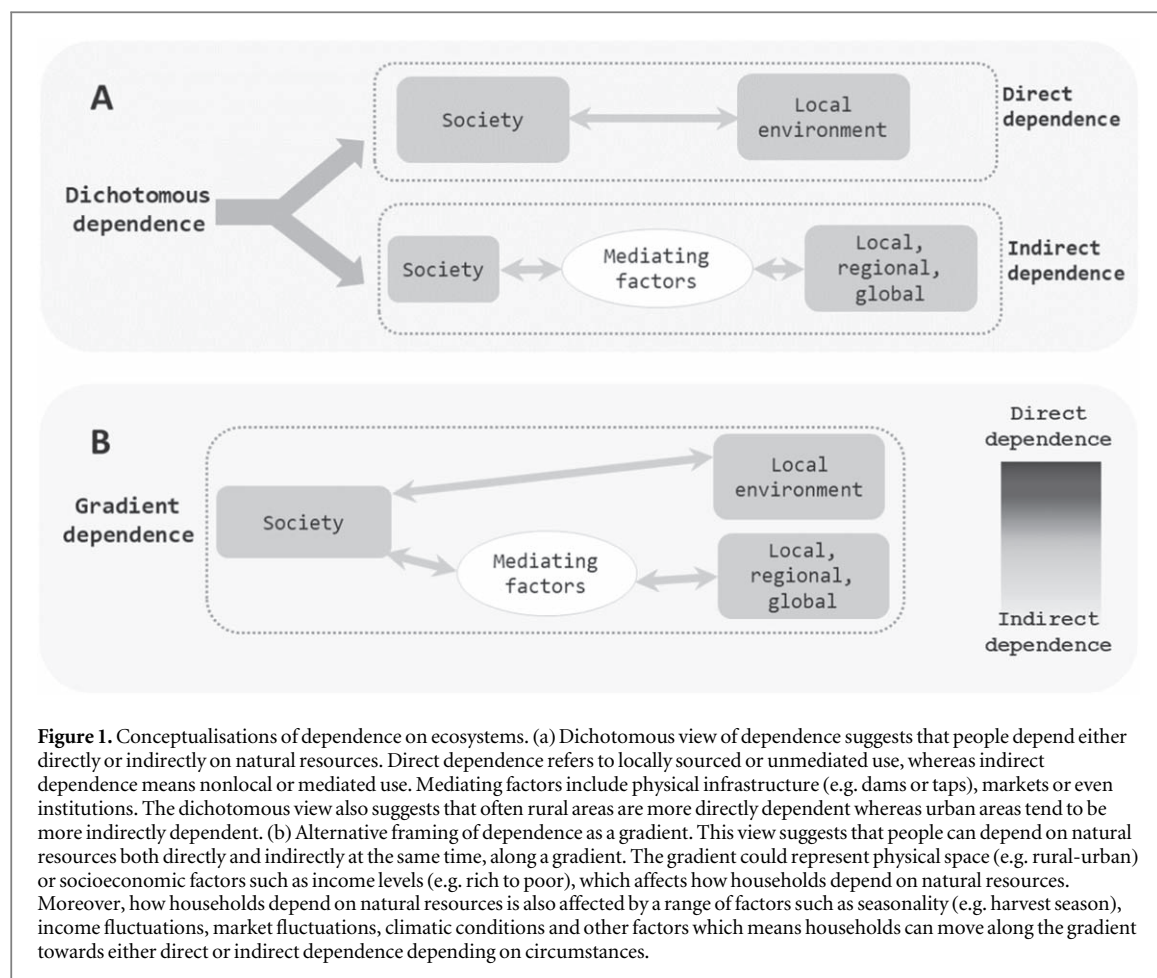 A
Dichotomous
dependence
Society
Local
environment
Direct
dependence
Society
Mediating
factors
Local,
regional,
global
Indirect
dependence
B
Gradient
dependence
Society
Local
environment
Mediating
factors
Local,
regional,
global
Direct
dependence
Indirect
dependence
Figure 1. Conceptualisations of dependence on ecosystems. (a) Dichotomous view of dependence suggests that people depend either
directly or indirectly on natural resources. Direct dependence refers to locally sourced or unmediated use, whereas indirect
dependence means nonlocal or mediated use. Mediating factors include physical infrastructure (e.g. dams or taps), markets or even
institutions. The dichotomous view also suggests that often rural areas are more directly dependent whereas urban areas tend to be
more indirectly dependent. (b) Alternative framing of dependence as a gradient. This view suggests that people can depend on natural
resources both directly and indirectly at the same time, along a gradient. The gradient could represent physical space (e.g. rural-urban)
or socioeconomic factors such as income levels (e.g. rich to poor), which affects how households depend on natural resources.
Moreover, how households depend on natural resources is also affected by a range of factors such as seasonality (e.g. harvest season),
income fluctuations, market fluctuations, climatic conditions and other factors which means households can move along the gradient
towards either direct or indirect dependence depending on circumstances.